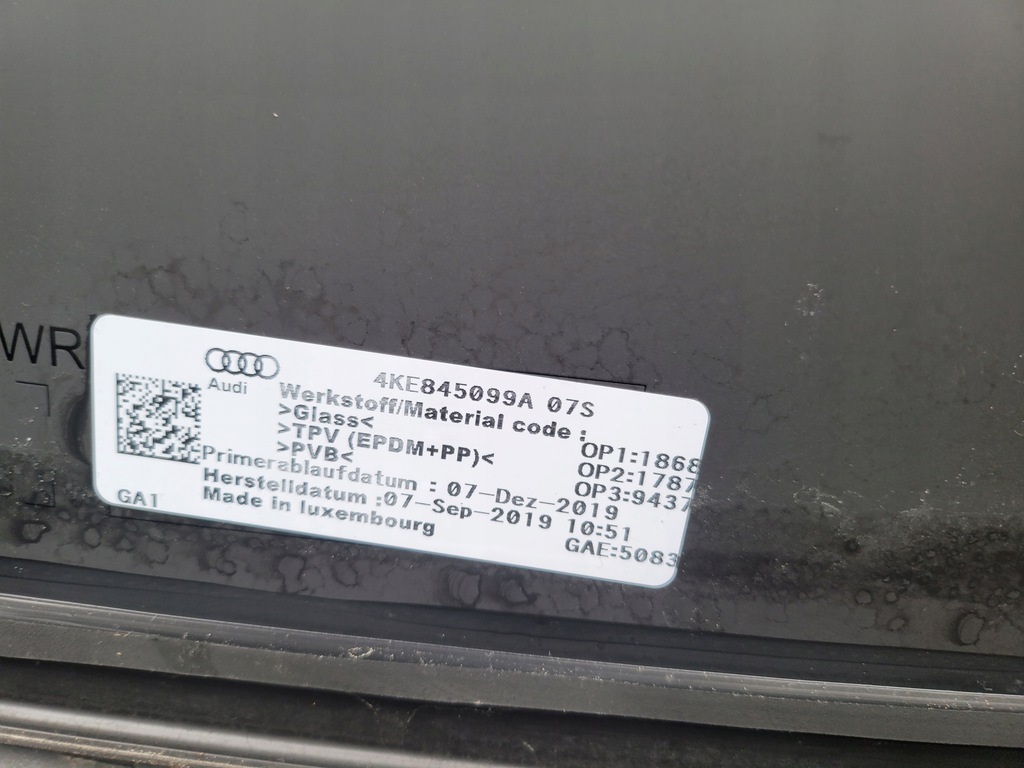 WR
Audi
4KE845099A 07S
Werkstoff/Material code :
>Glass<
>TPV (EPDM+PP)<
>PVB<
OP1:1868
OP2:1787
OP3:9437
Primerablaufdatum : 07-Dez-2019
Herstelldatum :07-Sep-2019 10:51
Made in luxembourg
GAE:5083
GA1